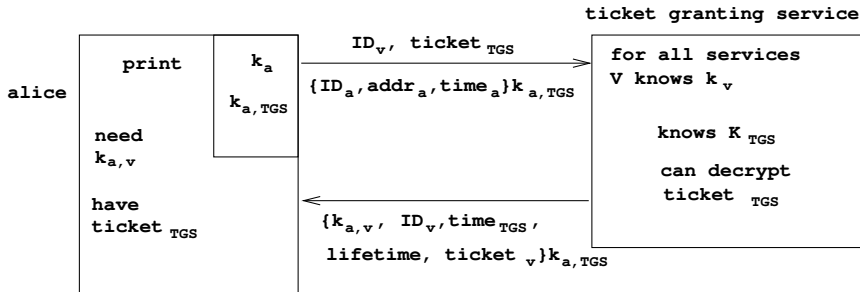 ticket granting service
alice
print
k_a
k_a,TGS
need
k_a,v
have
ticket_TGS
ID_v, ticket_TGS
{ID_a,addr_a,time_a}k_a,TGS
for all services
V knows k_v
knows K_TGS
can decrypt
ticket_TGS
{k_a,v, ID_v,time_TGS,
lifetime, ticket_v}k_a,TGS